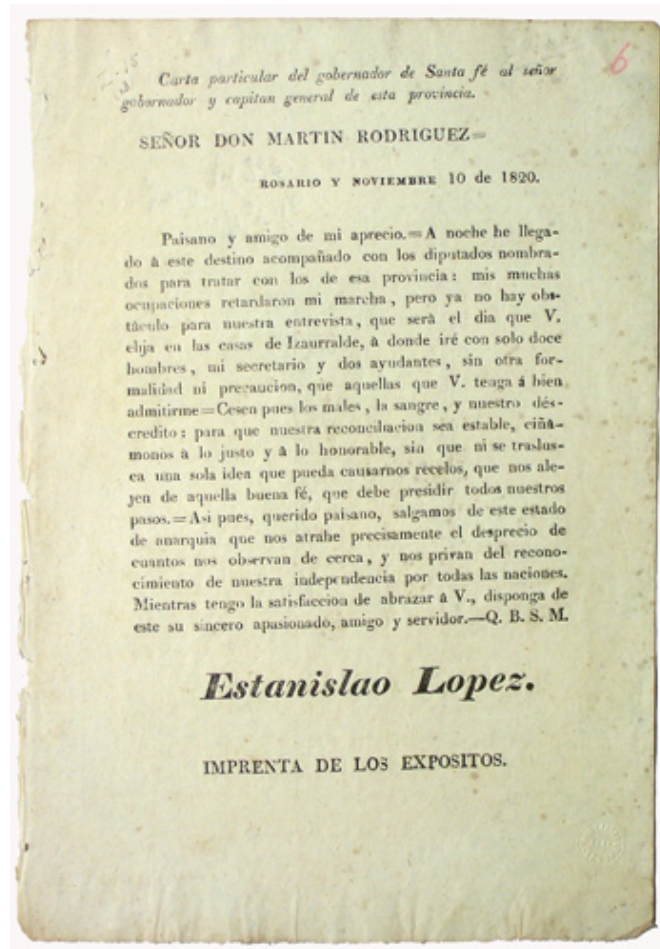 6
Carta particular del gobernador de Santa fé al señor
gobernador y capitan general de esta provincia.
SEÑOR DON MARTIN RODRIGUEZ=
ROSARIO Y NOVIEMBRE 10 de 1820.
Paisano y amigo de mi aprecio.=A noche he llega-
do à este destino acompañado con los diputados nombra-
dos para tratar con los de esa provincia: mis muchas
ocupaciones retardaron mi marcha, pero ya no hay obs-
tàculo para nuestra entrevista, que serà el dia que V.
elija en las casas de Izaurralde, à donde iré con solo doce
hombres, mi secretario y dos ayudantes, sin otra for-
malidad ni precaucion, que aquellas que V. tenga á bien
admitirme=Cesen pues los males, la sangre, y nuestro dés-
credito: para que nuestra reconciliacion sea estable, ciñà-
monos à lo justo y à lo honorable, sin que ni se traslus-
ca una sola idea que pueda causarnos recelos, que nos ale-
jen de aquella buena fé, que debe presidir todos nuestros
pasos.=Asi pues, querido paisano, salgamos de este estado
de anarquia que nos atrahe precisamente el desprecio de
cuantos nos observan de cerca, y nos privan del recono-
cimiento de nuestra independencia por todas las naciones.
Mientras tengo la satisfaccion de abrazar à V., disponga de
este su sincero apasionado, amigo y servidor.—Q. B. S. M.
Estanislao Lopez.
IMPRENTA DE LOS EXPOSITOS.